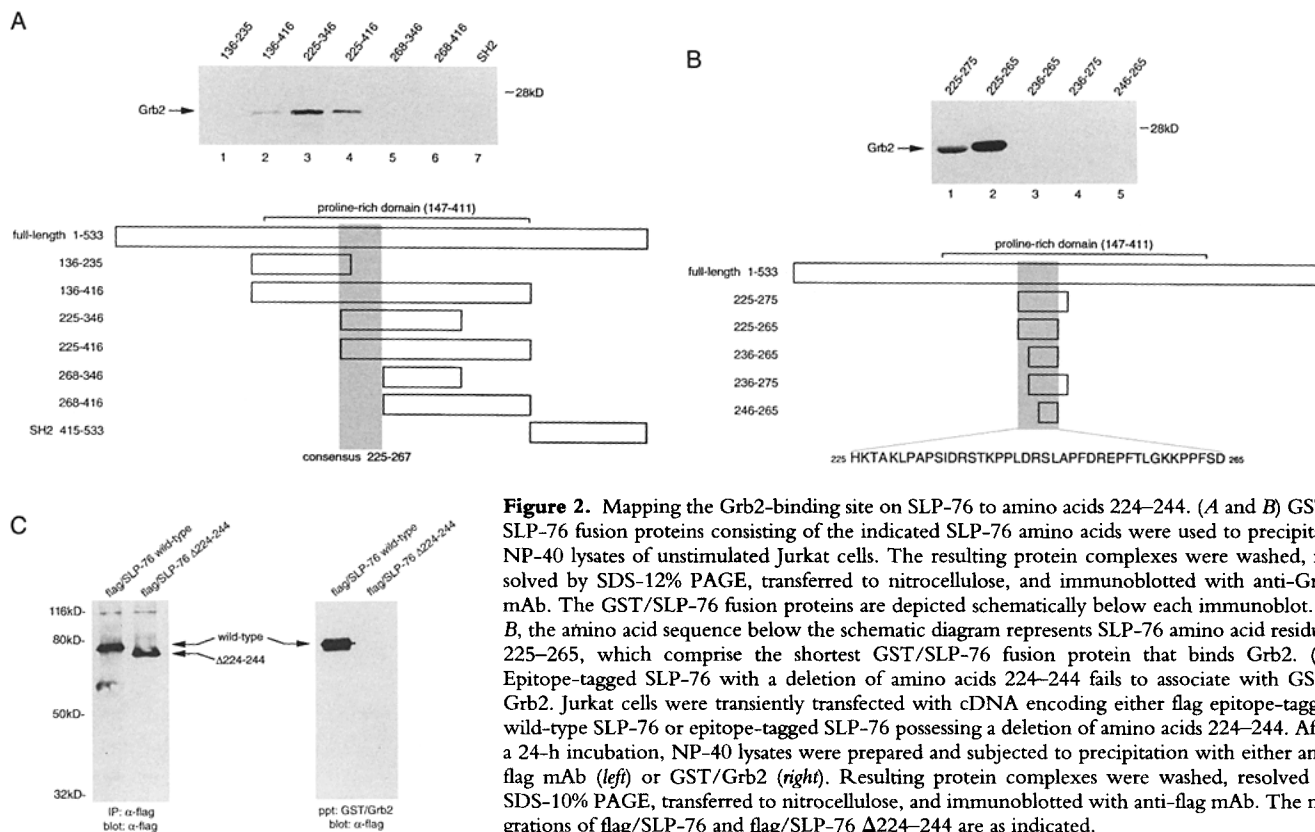 A
136-235
136-416
225-346
225-416
268-346
268-416
SH2
-28kD
Grb2
1 2 3 4 5 6 7
proline-rich domain (147-411)
full-length 1-533
136-235
136-416
225-346
225-416
268-346
268-416
SH2 415-533
consensus 225-267
B
225-275
225-265
236-265
236-275
246-265
-28kD
Grb2
1 2 3 4 5
proline-rich domain (147-411)
full-length 1-533
225-275
225-265
236-265
236-275
246-265
225 HKTAKLPAPSIDRSTKPPLDRSLAPFDREPFTLGKKPPFSD 265
C
flag/SLP-76 wild-type
flag/SLP-76 Δ224-244
116kD-
80kD-
50kD-
32kD-
wild-type
Δ224-244
IP: α-flag
blot: α-flag
flag/SLP-76 wild-type
flag/SLP-76 Δ224-244
ppt: GST/Grb2
blot: α-flag
Figure 2. Mapping the Grb2-binding site on SLP-76 to amino acids 224–244. (A and B) GST
SLP-76 fusion proteins consisting of the indicated SLP-76 amino acids were used to precipit
NP-40 lysates of unstimulated Jurkat cells. The resulting protein complexes were washed,
solved by SDS-12% PAGE, transferred to nitrocellulose, and immunoblotted with anti-Gr
mAb. The GST/SLP-76 fusion proteins are depicted schematically below each immunoblot.
B, the amino acid sequence below the schematic diagram represents SLP-76 amino acid residu
225–265, which comprise the shortest GST/SLP-76 fusion protein that binds Grb2. (
Epitope-tagged SLP-76 with a deletion of amino acids 224–244 fails to associate with GS
Grb2. Jurkat cells were transiently transfected with cDNA encoding either flag epitope-tagg
wild-type SLP-76 or epitope-tagged SLP-76 possessing a deletion of amino acids 224–244. Af
a 24-h incubation, NP-40 lysates were prepared and subjected to precipitation with either an
flag mAb (left) or GST/Grb2 (right). Resulting protein complexes were washed, resolved
SDS-10% PAGE, transferred to nitrocellulose, and immunoblotted with anti-flag mAb. The m
grations of flag/SLP-76 and flag/SLP-76 Δ224–244 are as indicated.